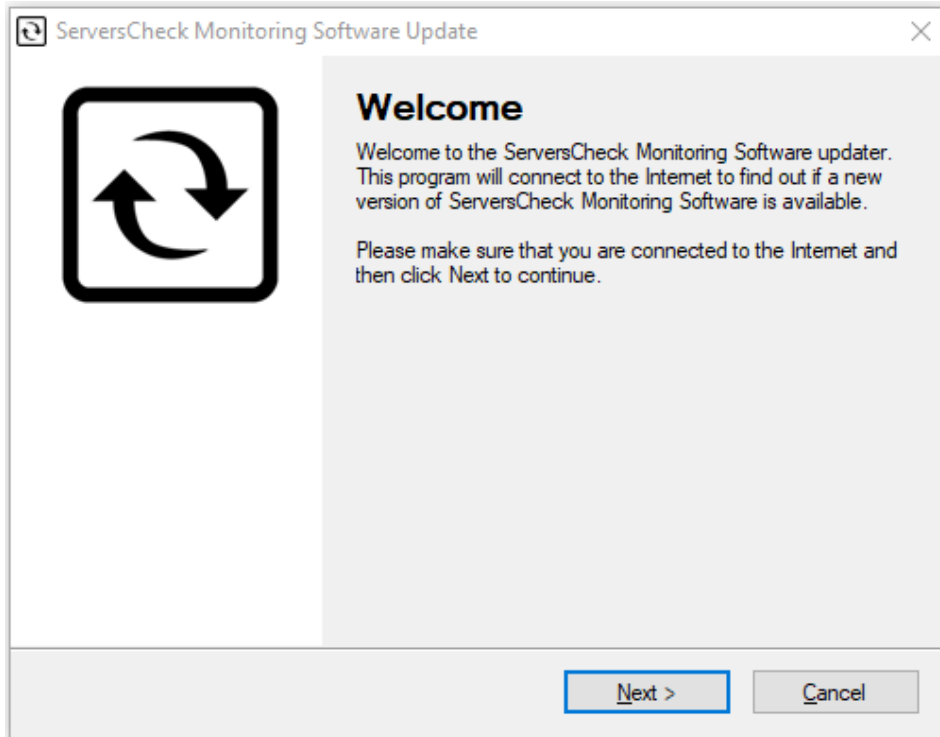 ServersCheck Monitoring Software Update
Welcome
Welcome to the ServersCheck Monitoring Software updater.
This program will connect to the Internet to find out if a new
version of ServersCheck Monitoring Software is available.
Please make sure that you are connected to the Internet and
then click Next to continue.
Next >
Cancel